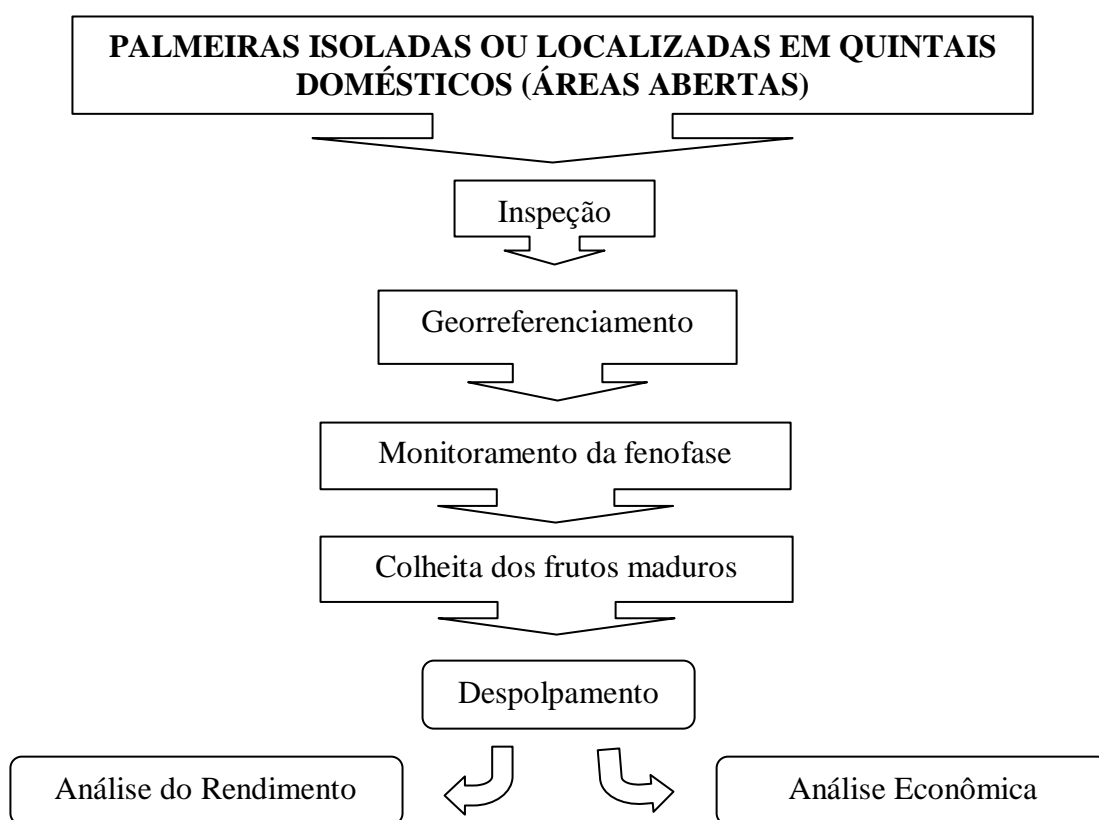 PALMEIRAS ISOLADAS OU LOCALIZADAS EM QUINTAIS
DOMÉSTICOS (ÁREAS ABERTAS)
Inspeção
Georreferenciamento
Monitoramento da fenofase
Colheita dos frutos maduros
Despolpamento
Análise do Rendimento
Análise Econômica